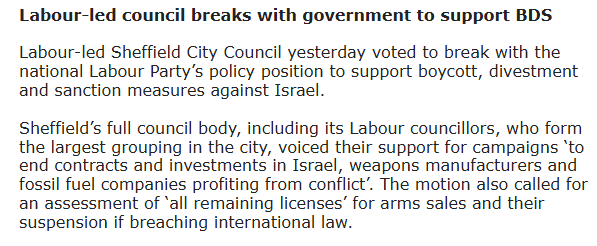 Labour-led council breaks with government to support BDS
Labour-led Sheffield City Council yesterday voted to break with the
national Labour Party’s policy position to support boycott, divestment
and sanction measures against Israel.
Sheffield’s full council body, including its Labour councillors, who form
the largest grouping in the city, voiced their support for campaigns ‘to
end contracts and investments in Israel, weapons manufacturers and
fossil fuel companies profiting from conflict’. The motion also called for
an assessment of ‘all remaining licenses’ for arms sales and their
suspension if breaching international law.